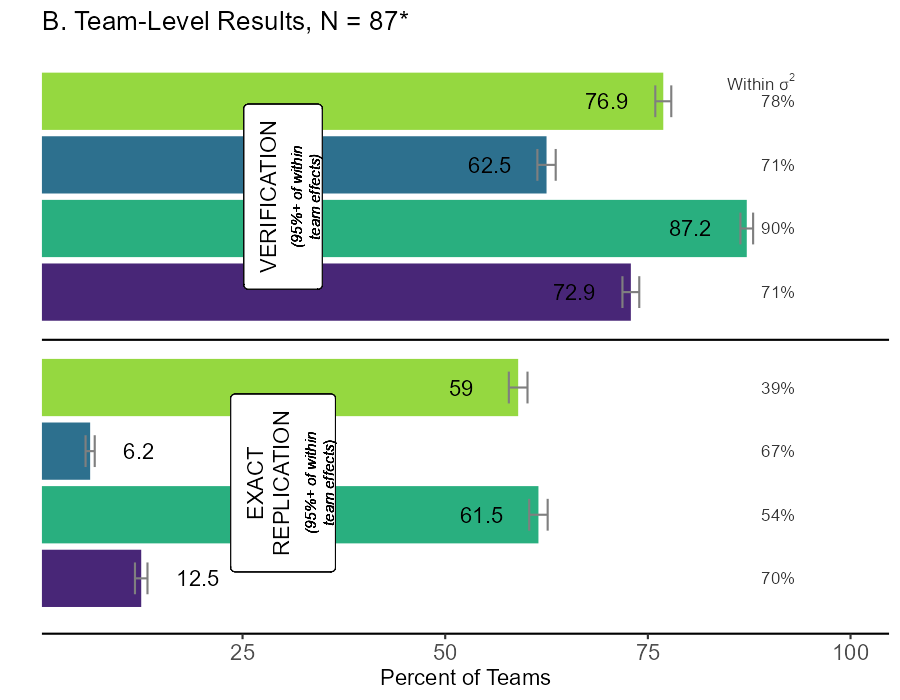 B. Team-Level Results, N = 87*
Within σ²
76.9
78%
62.5
71%
87.2
90%
72.9
71%
VERIFICATION
(95%+ of within
team effects)
59
39%
6.2
67%
61.5
54%
12.5
70%
EXACT
REPLICATION
(95%+ of within
team effects)
25
50
75
100
Percent of Teams